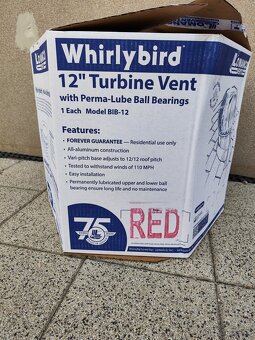 Whirlybird®
12" Turbine Vent
with Perma-Lube Ball Bearings
1 Each Model BIB-12
Features:
• FOREVER GUARANTEE — Residential use only
• All-aluminum construction
• Vari-pitch base adjusts to 12/12 roof pitch
• Tested to withstand winds of 110 MPH
• Easy installation
• Permanently lubricated upper and lower ball
bearing ensure long life and no maintenance
75
RED